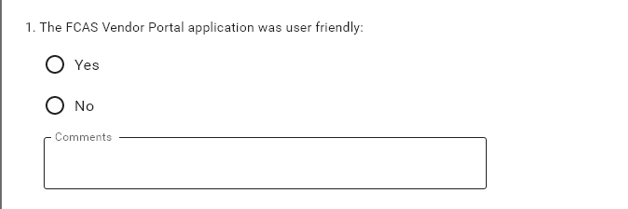 1. The FCAS Vendor Portal application was user friendly:
Yes
No
Comments